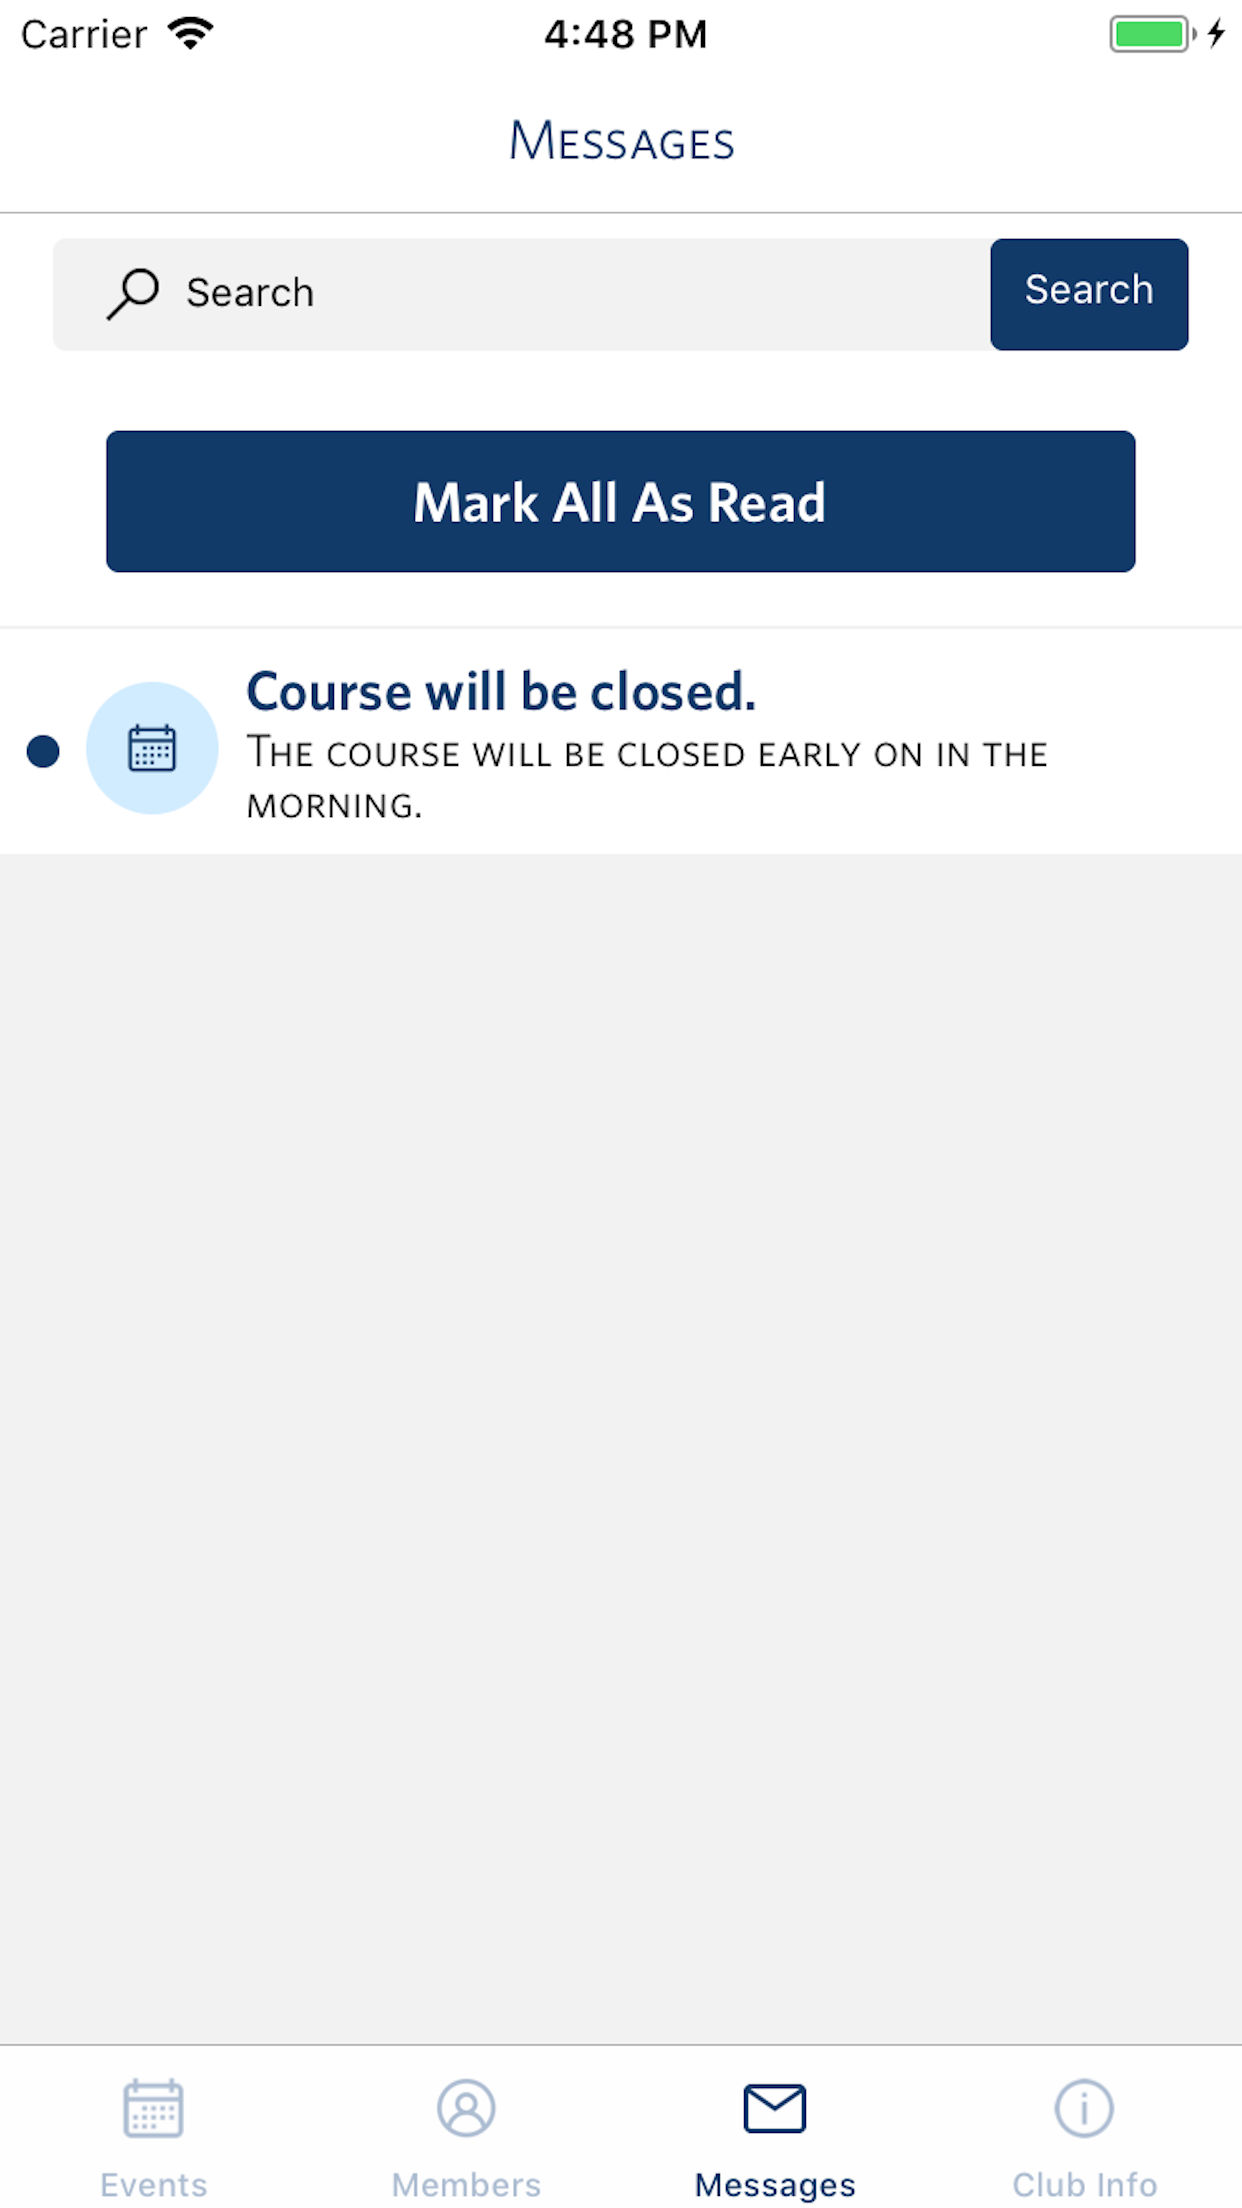 Carrier 4:48 PM
Messages
Search Search
Mark All As Read
Course will be closed.
The course will be closed early on in the
morning.
Events Members Messages Club Info